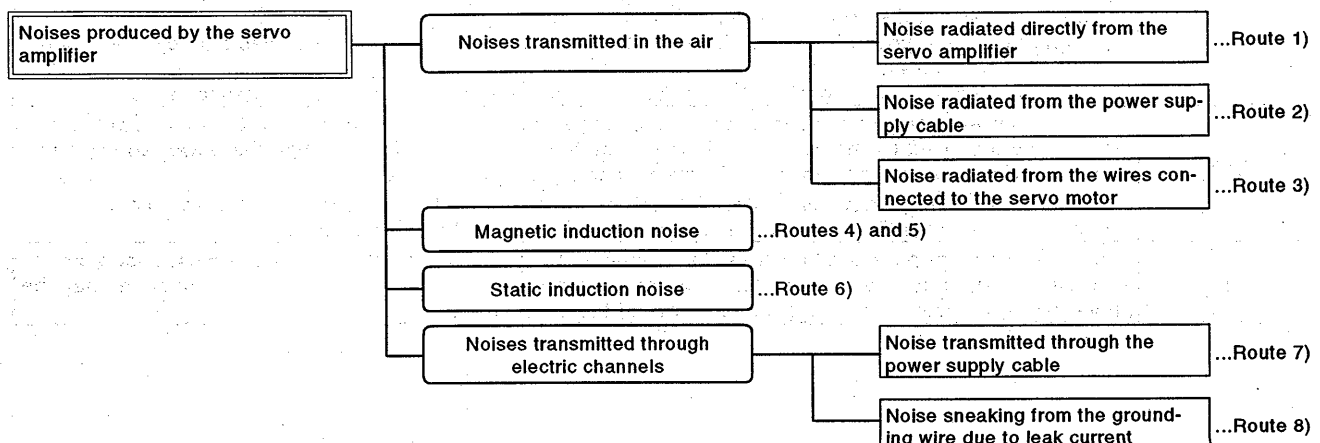 Noises produced by the servo
amplifier
Noises transmitted in the air
Noise radiated directly from the
servo amplifier
...Route 1)
Noise radiated from the power sup-
ply cable
...Route 2)
Noise radiated from the wires con-
nected to the servo motor
...Route 3)
Magnetic induction noise
...Routes 4) and 5)
Static induction noise
...Route 6)
Noises transmitted through
electric channels
Noise transmitted through the
power supply cable
...Route 7)
Noise sneaking from the ground-
ing wire due to leak current
...Route 8)